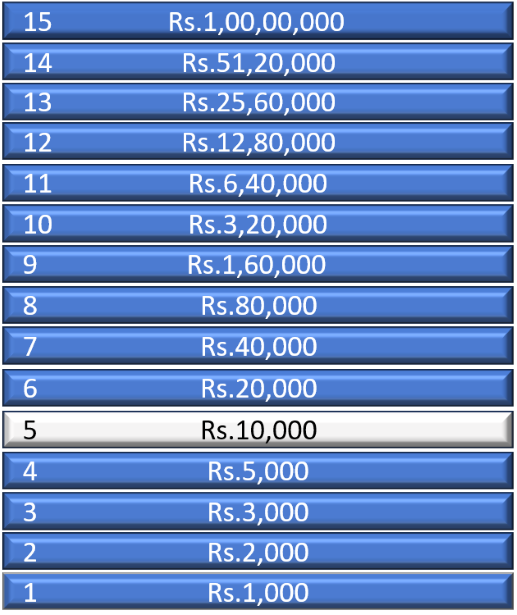 15 Rs.1,00,00,000
14 Rs.51,20,000
13 Rs.25,60,000
12 Rs.12,80,000
11 Rs.6,40,000
10 Rs.3,20,000
9 Rs.1,60,000
8 Rs.80,000
7 Rs.40,000
6 Rs.20,000
5 Rs.10,000
4 Rs.5,000
3 Rs.3,000
2 Rs.2,000
1 Rs.1,000